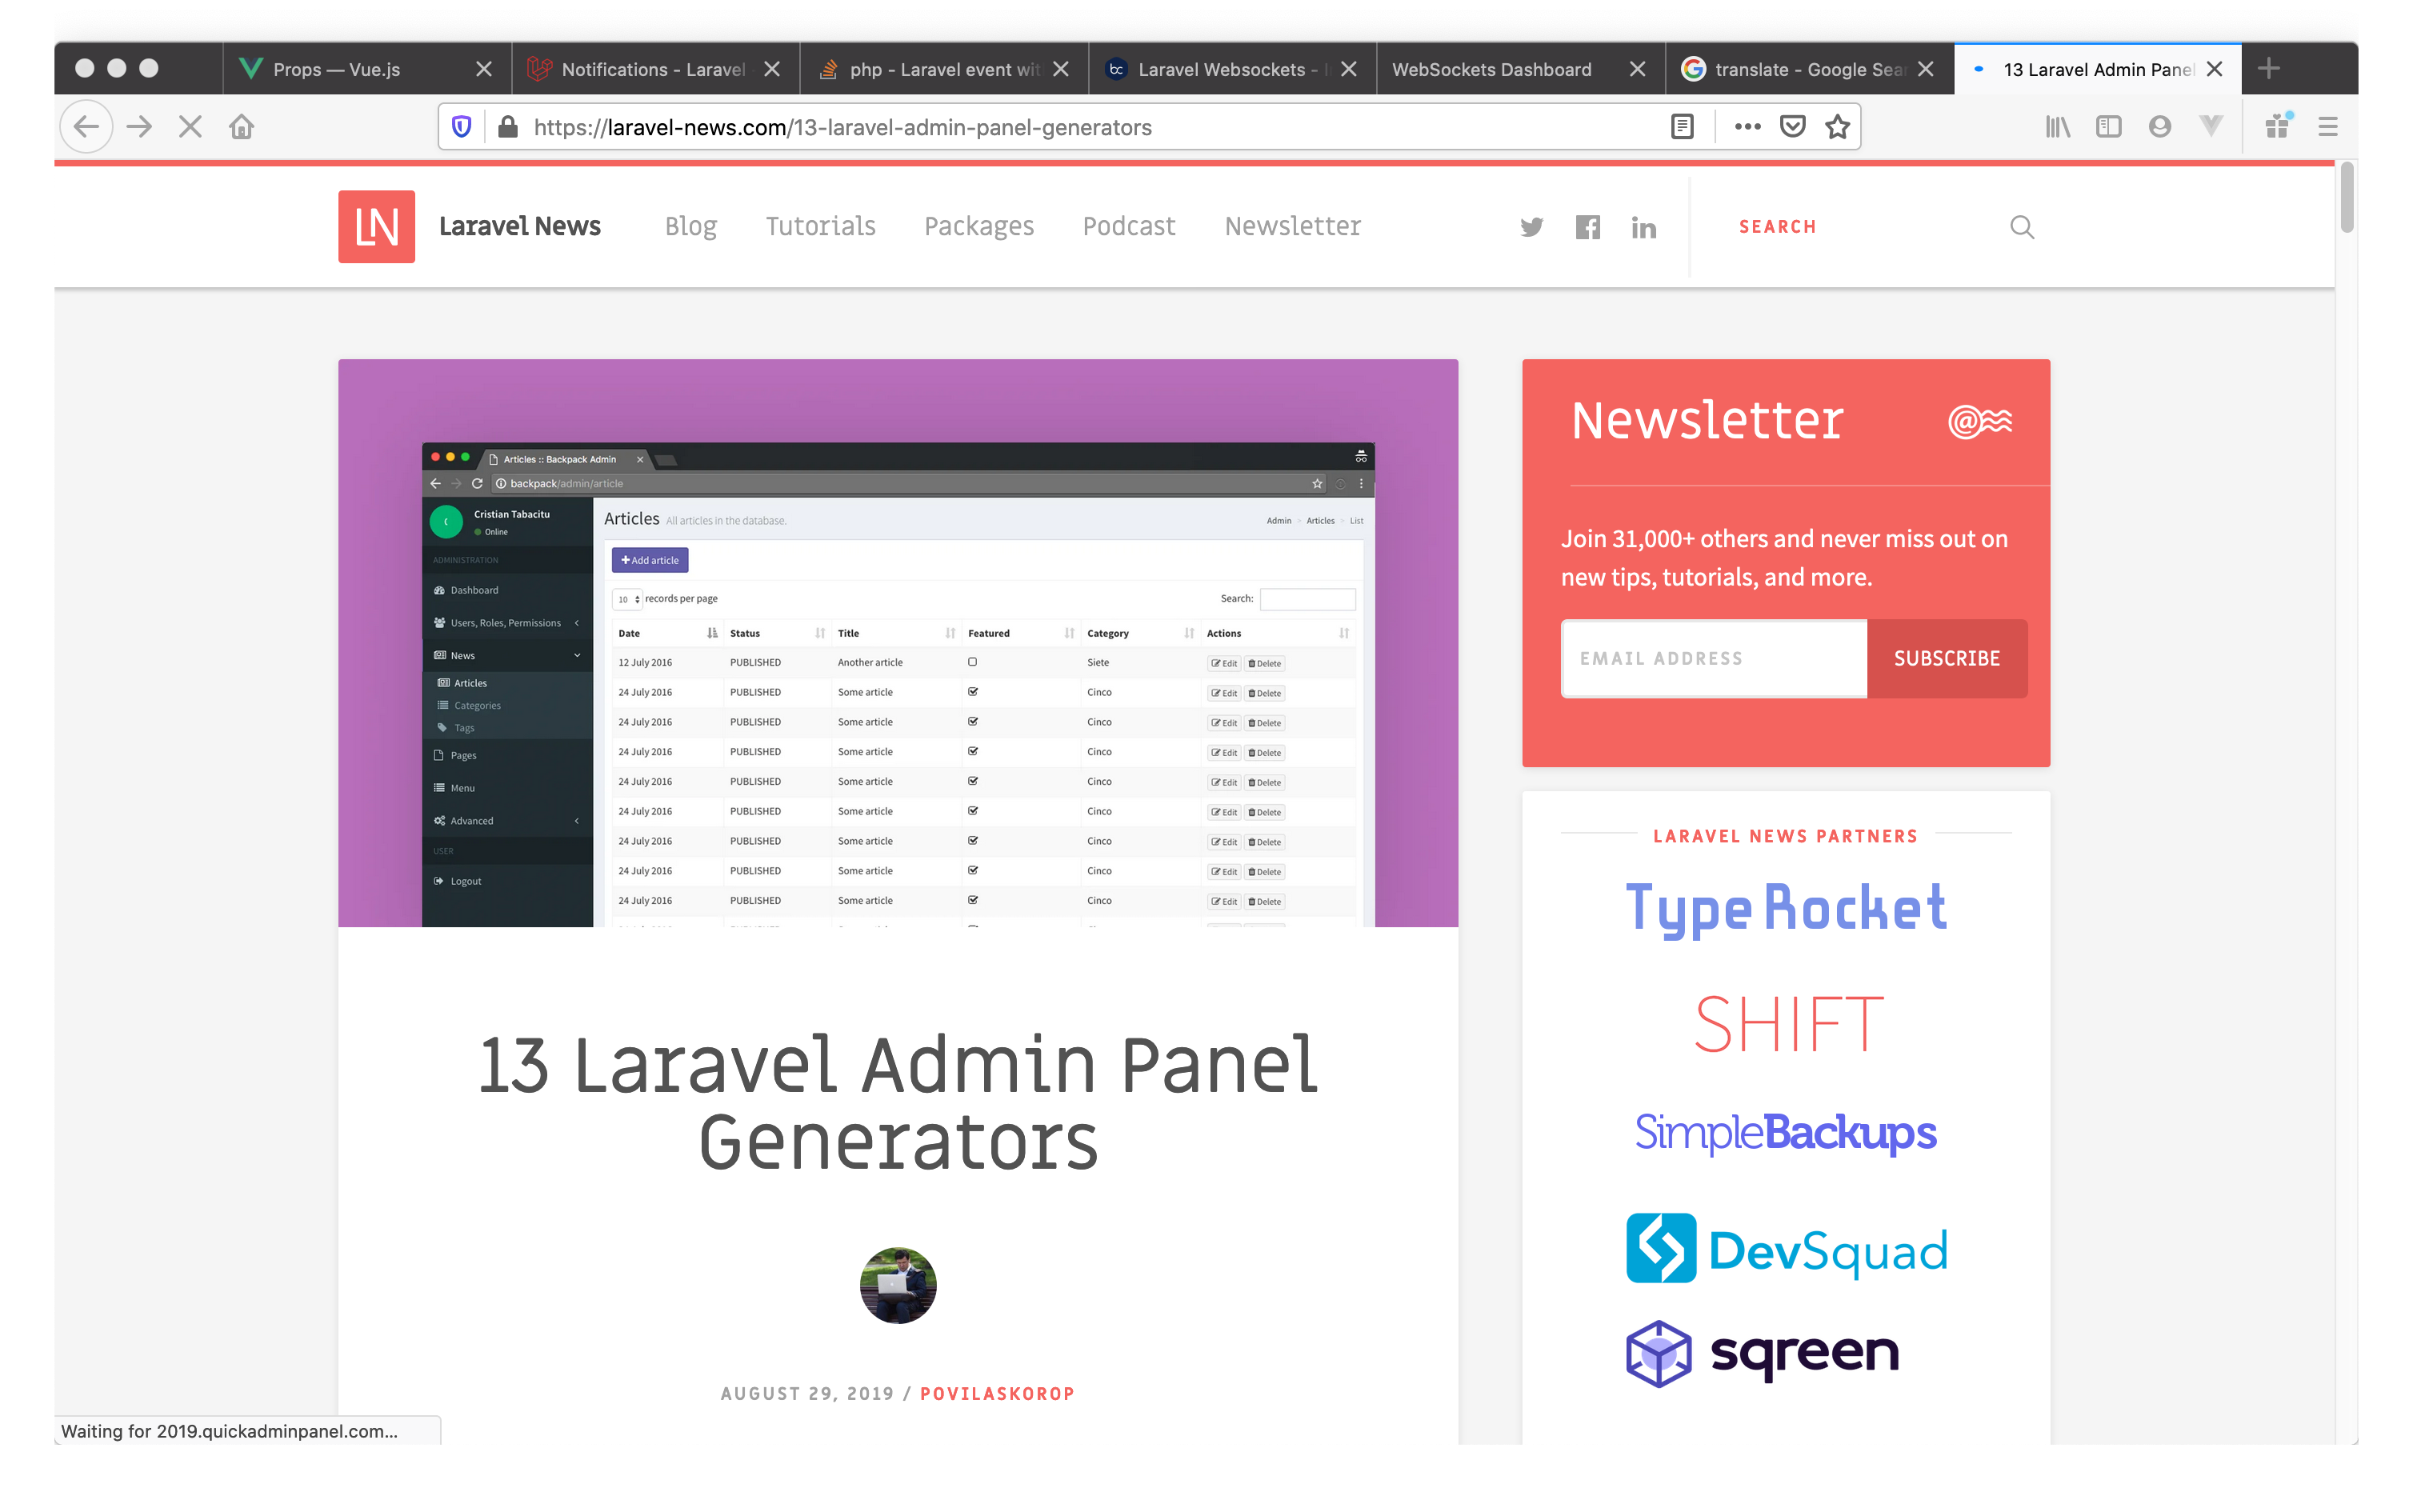 Props — Vue.js
Notifications - Laravel
php - Laravel event wit
Laravel Websockets - I
WebSockets Dashboard
translate - Google Sear
13 Laravel Admin Panel
https://laravel-news.com/13-laravel-admin-panel-generators
LN
Laravel News
Blog
Tutorials
Packages
Podcast
Newsletter
SEARCH
Articles :: Backpack Admin
backpack/admin/article
Cristian Tabacitu
Online
ADMINISTRATION
Dashboard
Users, Roles, Permissions
News
Articles
Categories
Tags
Pages
Menu
Advanced
USER
Logout
Articles All articles in the database.
Admin > Articles > List
+ Add article
10 records per page
Search:
Date Status Title Featured Category Actions
12 July 2016 PUBLISHED Another article Siete Edit Delete
24 July 2016 PUBLISHED Some article Cinco Edit Delete
24 July 2016 PUBLISHED Some article Cinco Edit Delete
24 July 2016 PUBLISHED Some article Cinco Edit Delete
24 July 2016 PUBLISHED Some article Cinco Edit Delete
24 July 2016 PUBLISHED Some article Cinco Edit Delete
24 July 2016 PUBLISHED Some article Cinco Edit Delete
24 July 2016 PUBLISHED Some article Cinco Edit Delete
24 July 2016 PUBLISHED Some article Cinco Edit Delete
13 Laravel Admin Panel
Generators
AUGUST 29, 2019 / POVILASKOROP
Newsletter
Join 31,000+ others and never miss out on
new tips, tutorials, and more.
EMAIL ADDRESS
SUBSCRIBE
LARAVEL NEWS PARTNERS
TypeRocket
SHIFT
SimpleBackups
DevSquad
sqreen
Waiting for 2019.quickadminpanel.com...